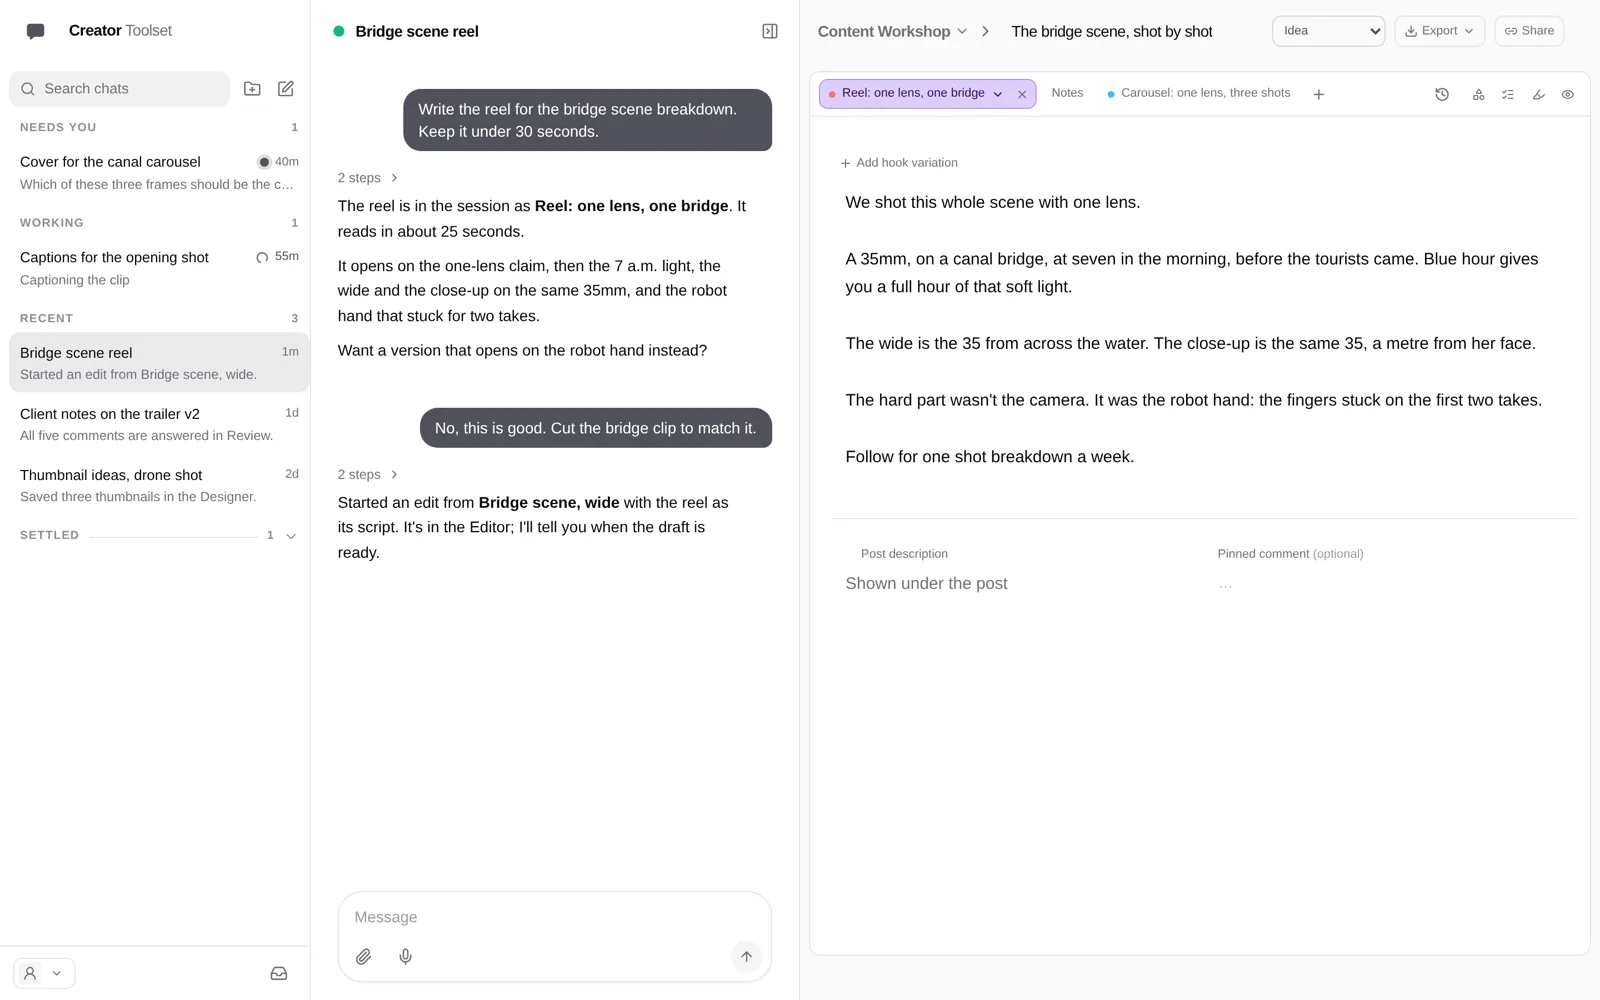 Creator Toolset
Search chats
NEEDS YOU 1
Cover for the canal carousel 40m
Which of these three frames should be the c...
WORKING 1
Captions for the opening shot 55m
Captioning the clip
RECENT 3
Bridge scene reel 1m
Started an edit from Bridge scene, wide.
Client notes on the trailer v2 1d
All five comments are answered in Review.
Thumbnail ideas, drone shot 2d
Saved three thumbnails in the Designer.
SETTLED 1
Bridge scene reel
Write the reel for the bridge scene breakdown.
Keep it under 30 seconds.
2 steps
The reel is in the session as Reel: one lens, one bridge. It
reads in about 25 seconds.
It opens on the one-lens claim, then the 7 a.m. light, the
wide and the close-up on the same 35mm, and the robot
hand that stuck for two takes.
Want a version that opens on the robot hand instead?
No, this is good. Cut the bridge clip to match it.
2 steps
Started an edit from Bridge scene, wide with the reel as
its script. It's in the Editor; I'll tell you when the draft is
ready.
Message
Content Workshop
The bridge scene, shot by shot
Idea
Export
Share
Reel: one lens, one bridge
Notes
Carousel: one lens, three shots
Add hook variation
We shot this whole scene with one lens.
A 35mm, on a canal bridge, at seven in the morning, before the tourists came. Blue hour gives
you a full hour of that soft light.
The wide is the 35 from across the water. The close-up is the same 35, a metre from her face.
The hard part wasn't the camera. It was the robot hand: the fingers stuck on the first two takes.
Follow for one shot breakdown a week.
Post description
Shown under the post
Pinned comment (optional)
...